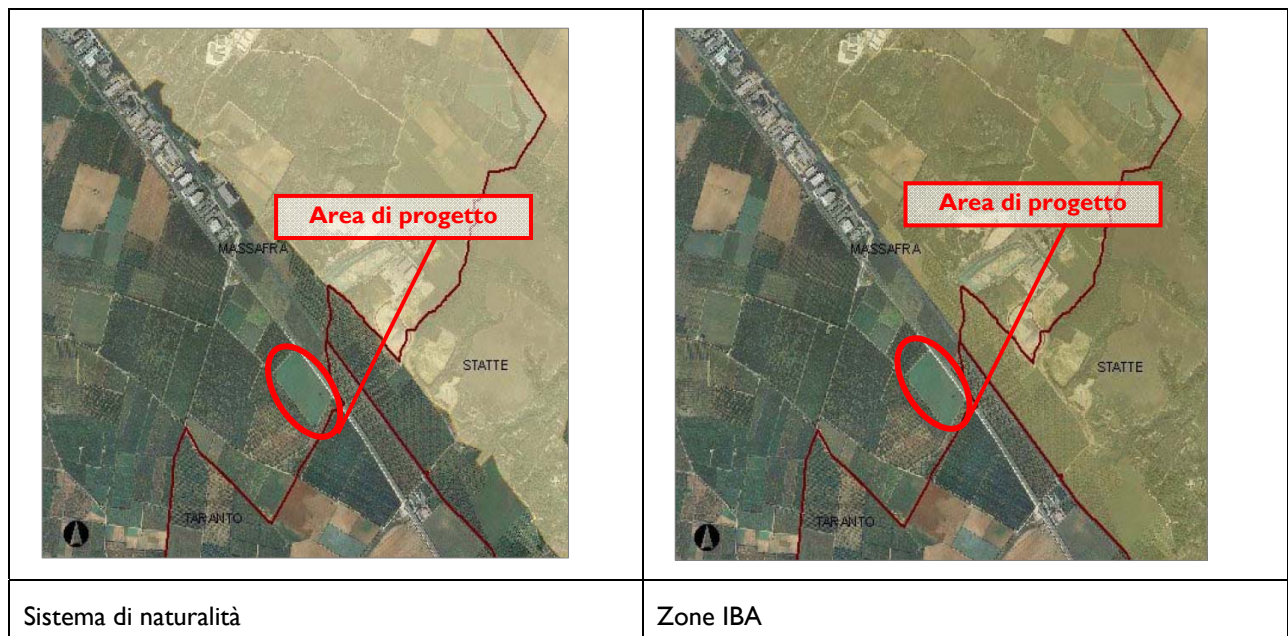 Area di progetto
MASSAFRA
STATTE
TARANTO
Area di progetto
MASSAFRA
STATTE
TARANTO
Sistema di naturalità
Zone IBA